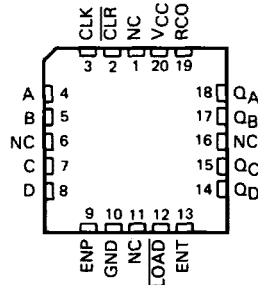 CLK CLR NC VCC RCO
3 2 1 20 19
A 4 18 QA
B 5 17 QB
NC 6 16 NC
C 7 15 QC
D 8 14 QD
9 10 11 12 13
ENP GND NC LOAD ENT